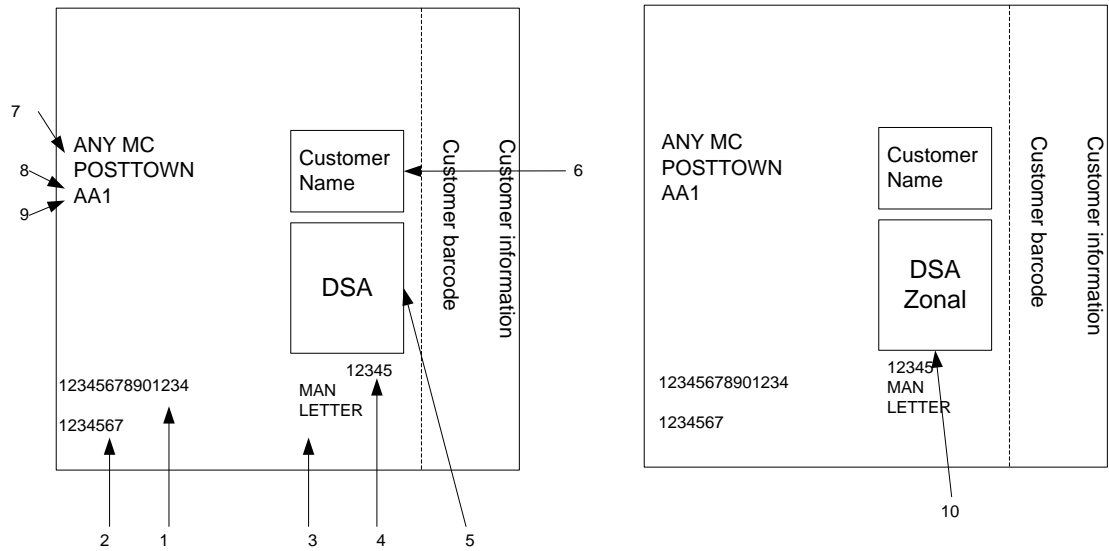 7
ANY MC
POSTTOWN
AA1
8
9
Customer
Name
6
DSA
Customer barcode
Customer information
12345678901234
1234567
12345
MAN
LETTER
2
1
3
4
5
ANY MC
POSTTOWN
AA1
Customer
Name
DSA
Zonal
Customer barcode
Customer information
12345678901234
1234567
12345
MAN
LETTER
10